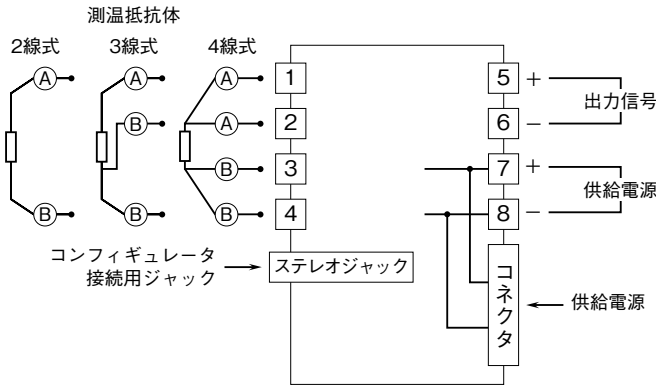 測温抵抗体
2線式 3線式 4線式
A A A 1 5 +
出力信号
B A 2 6 −
B 3 7 +
供給電源
B B B 4 8 −
コンフィギュレータ
接続用ジャック
ステレオジャック
コネクタ
供給電源